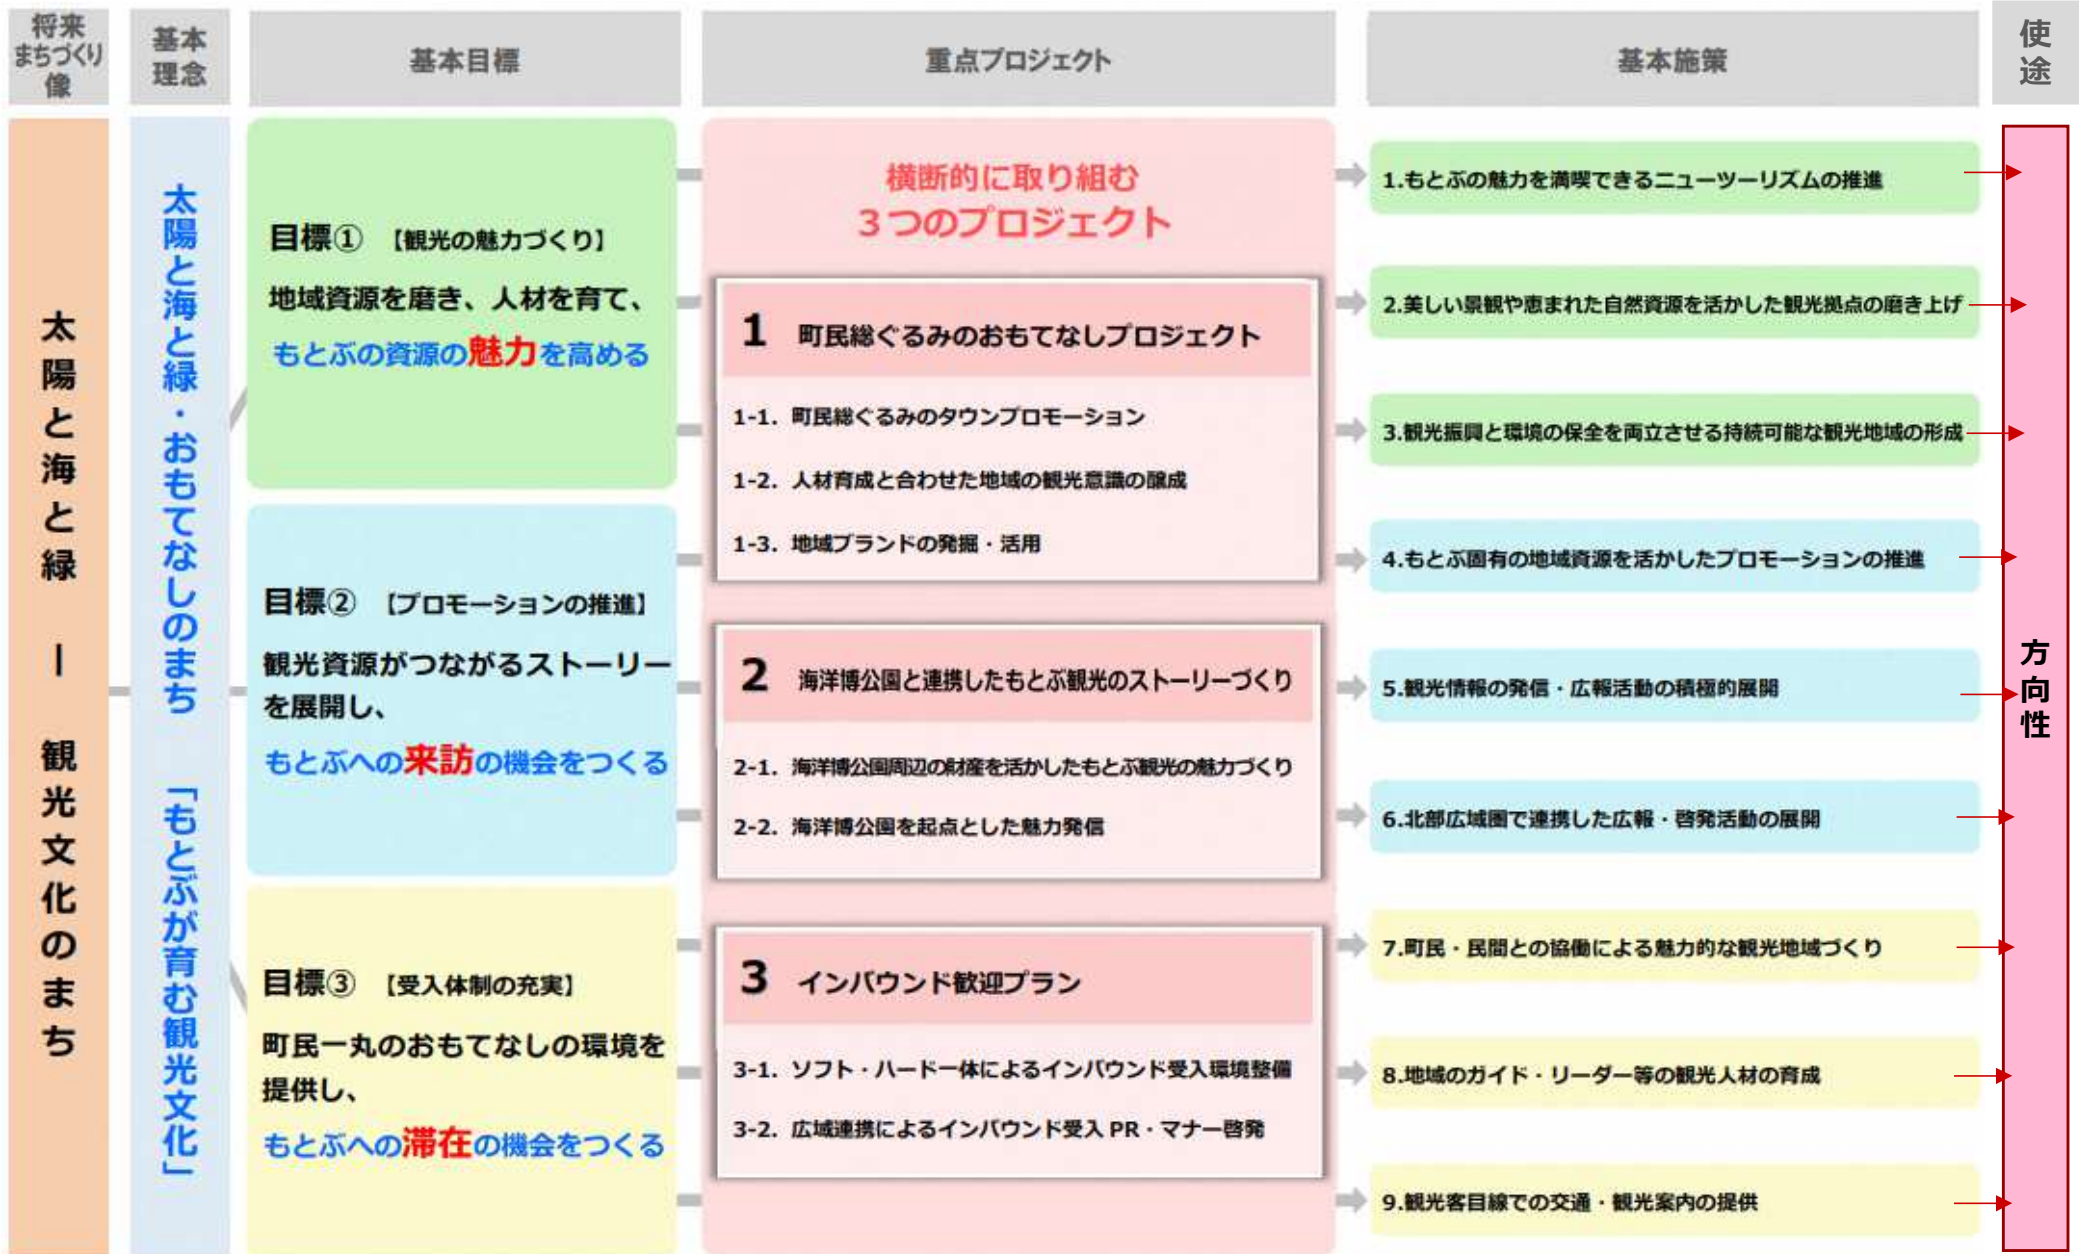 将来
まちづくり
像
基本
理念
基本目標
重点プロジェクト
基本施策
使
途
太陽と海と緑 ー 観光文化のまち
太陽と海と緑・おもてなしのまち 「もとぶが育む観光文化」
目標① 【観光の魅力づくり】
地域資源を磨き、人材を育て、
もとぶの資源の魅力を高める
目標② 【プロモーションの推進】
観光資源がつながるストーリー
を展開し、
もとぶへの来訪の機会をつくる
目標③ 【受入体制の充実】
町民一丸のおもてなしの環境を
提供し、
もとぶへの滞在の機会をつくる
横断的に取り組む
3つのプロジェクト
1 町民総ぐるみのおもてなしプロジェクト
1-1. 町民総ぐるみのタウンプロモーション
1-2. 人材育成と合わせた地域の観光意識の醸成
1-3. 地域ブランドの発掘・活用
2 海洋博公園と連携したもとぶ観光のストーリーづくり
2-1. 海洋博公園周辺の財産を活かしたもとぶ観光の魅力づくり
2-2. 海洋博公園を起点とした魅力発信
3 インバウンド歓迎プラン
3-1. ソフト・ハード一体によるインバウンド受入環境整備
3-2. 広域連携によるインバウンド受入 PR・マナー啓発
1.もとぶの魅力を満喫できるニューツーリズムの推進
2.美しい景観や恵まれた自然資源を活かした観光拠点の磨き上げ
3.観光振興と環境の保全を両立させる持続可能な観光地域の形成
4.もとぶ固有の地域資源を活かしたプロモーションの推進
5.観光情報の発信・広報活動の積極的展開
6.北部広域圏で連携した広報・啓発活動の展開
7.町民・民間との協働による魅力的な観光地域づくり
8.地域のガイド・リーダー等の観光人材の育成
9.観光客目線での交通・観光案内の提供
方向性